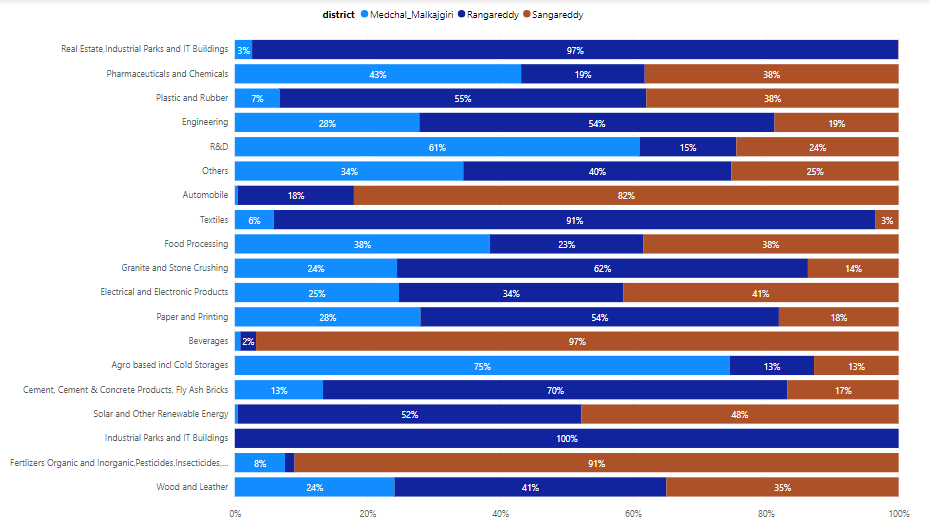 district Medchal_Malkajgiri Rangareddy Sangareddy
Real Estate,Industrial Parks and IT Buildings 3% 97%
Pharmaceuticals and Chemicals 43% 19% 38%
Plastic and Rubber 7% 55% 38%
Engineering 28% 54% 19%
R&D 61% 15% 24%
Others 34% 40% 25%
Automobile 18% 82%
Textiles 6% 91% 3%
Food Processing 38% 23% 38%
Granite and Stone Crushing 24% 62% 14%
Electrical and Electronic Products 25% 34% 41%
Paper and Printing 28% 54% 18%
Beverages 2% 97%
Agro based incl Cold Storages 75% 13% 13%
Cement, Cement & Concrete Products, Fly Ash Bricks 13% 70% 17%
Solar and Other Renewable Energy 52% 48%
Industrial Parks and IT Buildings 100%
Fertlizers Organic and Inorganic,Pesticides,Insecticides,... 8% 91%
Wood and Leather 24% 41% 35%
0% 20% 40% 60% 80% 100%